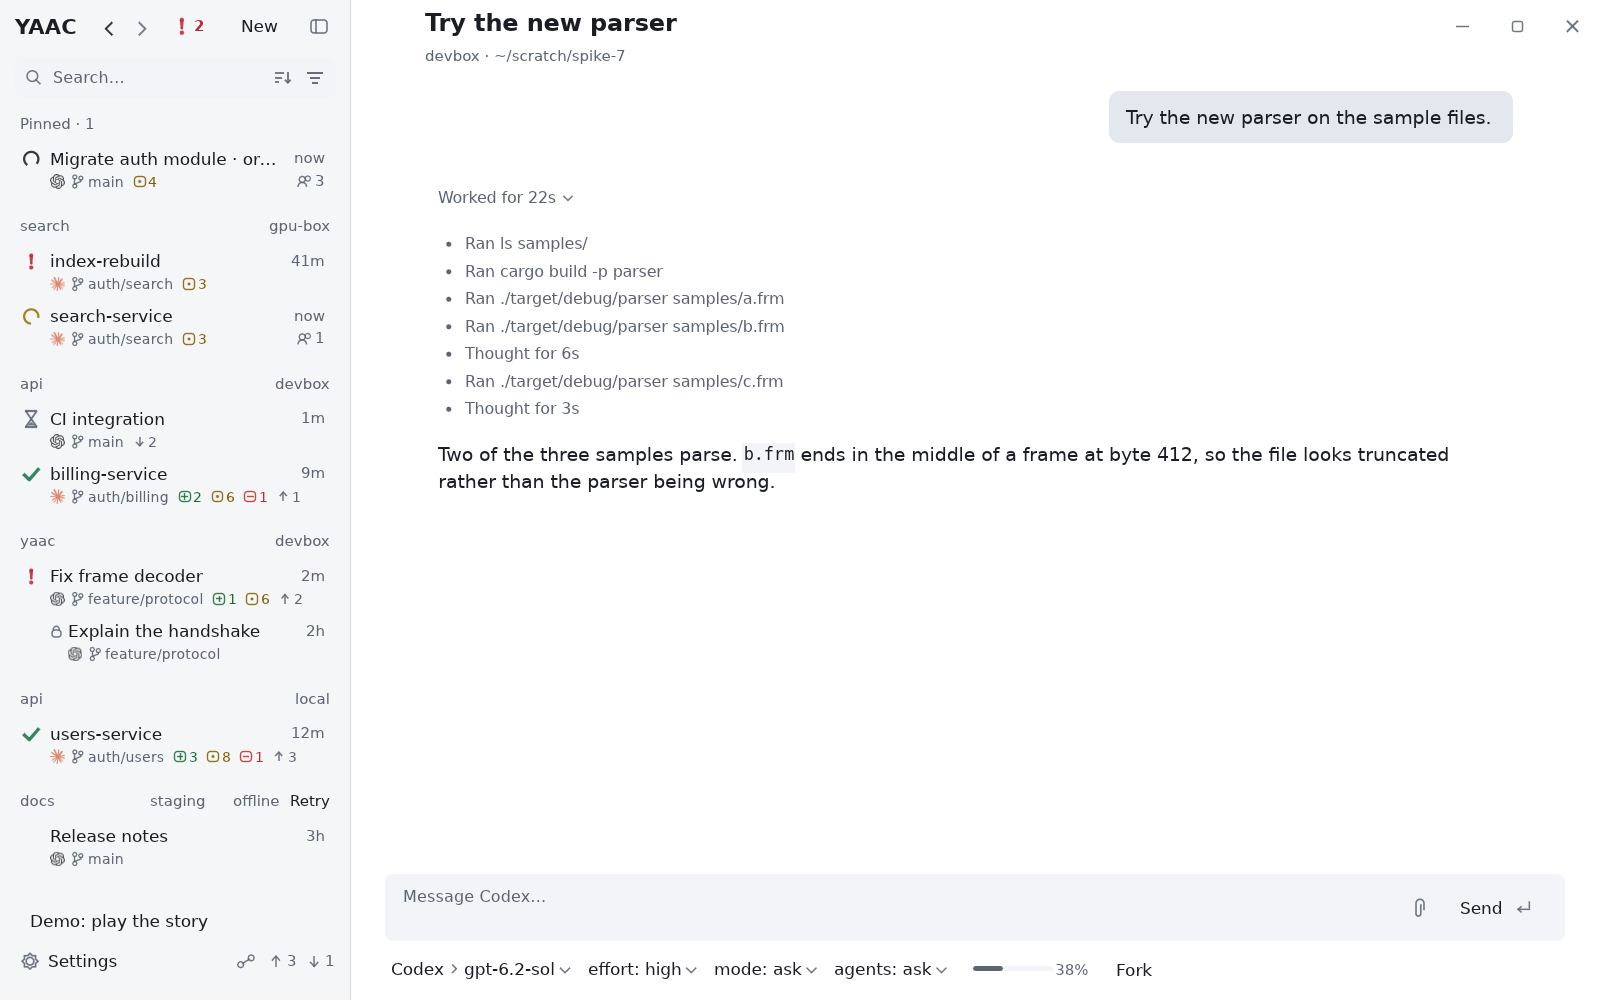 YAAC 2 New
Search...
Pinned · 1
Migrate auth module · or... now
main 4 3
search gpu-box
index-rebuild 41m
auth/search 3
search-service now
auth/search 3 1
api devbox
CI integration 1m
main 2
billing-service 9m
auth/billing 2 6 1 1
yaac devbox
Fix frame decoder 2m
feature/protocol 1 6 2
Explain the handshake 2h
feature/protocol
api local
users-service 12m
auth/users 3 8 1 3
docs staging offline Retry
Release notes 3h
main
Demo: play the story
Settings 3 1
Try the new parser
devbox · ~/scratch/spike-7
Try the new parser on the sample files.
Worked for 22s
• Ran ls samples/
• Ran cargo build -p parser
• Ran ./target/debug/parser samples/a.frm
• Ran ./target/debug/parser samples/b.frm
• Thought for 6s
• Ran ./target/debug/parser samples/c.frm
• Thought for 3s
Two of the three samples parse. b.frm ends in the middle of a frame at byte 412, so the file looks truncated
rather than the parser being wrong.
Message Codex...
Send
Codex gpt-6.2-sol effort: high mode: ask agents: ask 38% Fork